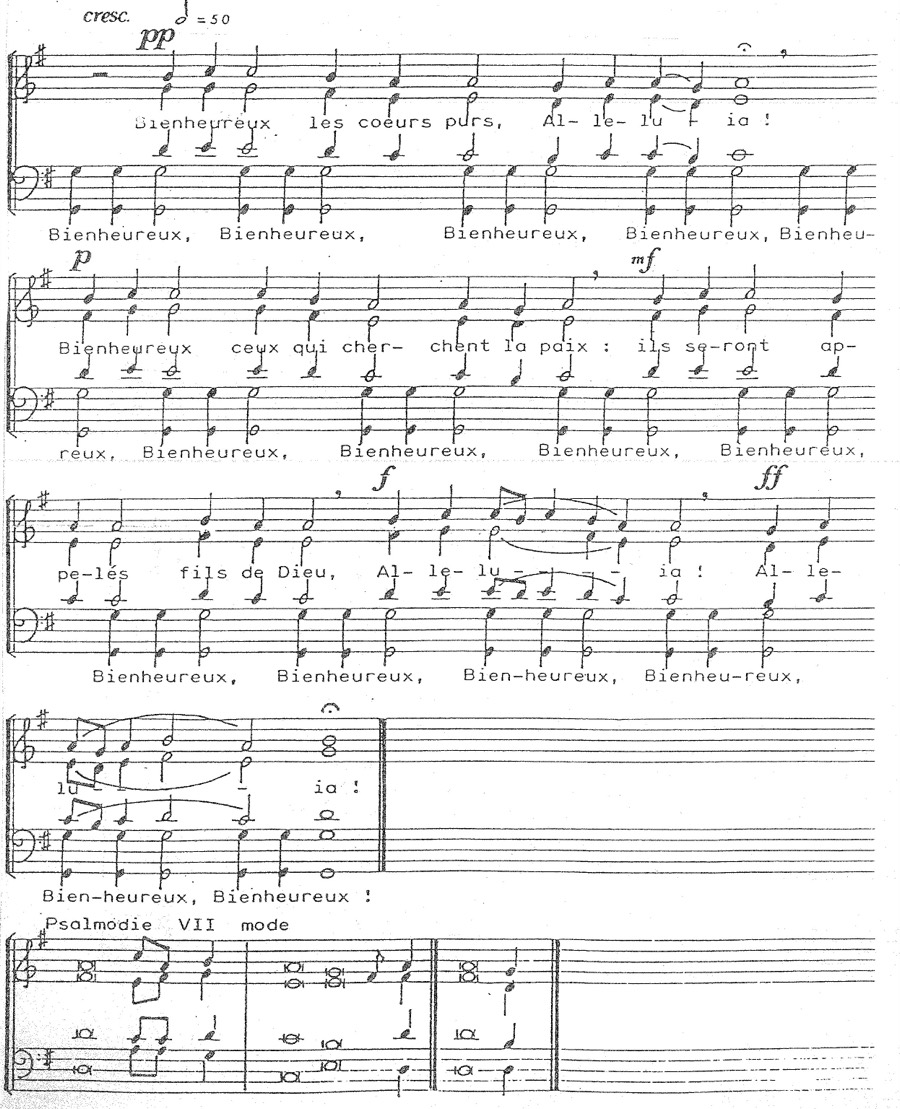 cresc. = 50
pp
Bienheureux les coeurs purs, Al- le- lu - ia !
Bienheureux, Bienheureux, Bienheureux, Bienheureux, Bienheu-
p mf
Bienheureux ceux qui cher- chent la paix : ils se-ront ap-
reux, Bienheureux, Bienheureux, Bienheureux, Bienheureux,
f ff
pe-lés fils de Dieu, Al- le- lu - - - - ia ! Al- le-
Bienheureux, Bienheureux, Bien-heureux, Bienheu-reux,
lu - - - ia !
Bien-heureux, Bienheureux !
Psalmodie VII mode